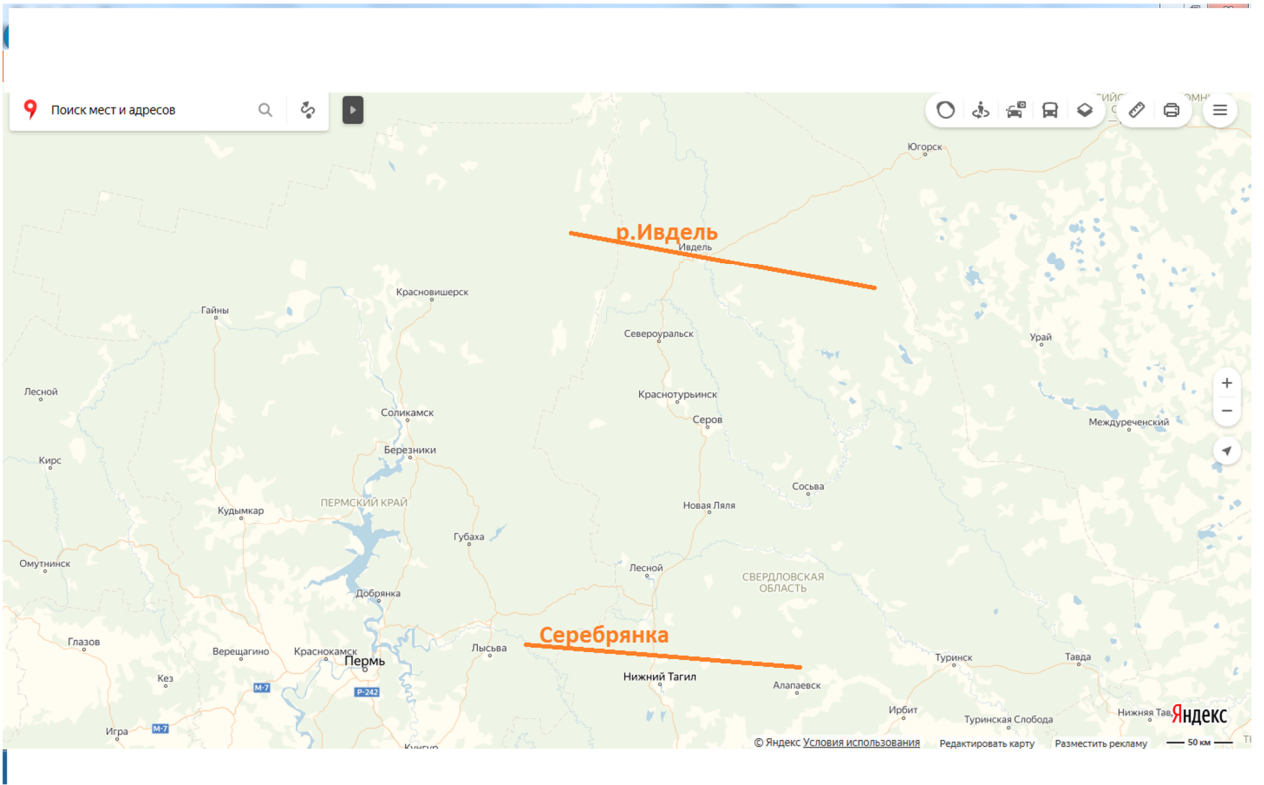 Поиск мест и адресов
Югорск
р.Ивдель
Ивдель
Красновишерск
Гайны
Североуральск
Урай
Лесной
Краснотурьинск
Соликамск
Серов
Междуреченский
Березники
Кирс
Сосьва
ПЕРМСКИЙ КРАЙ
Новая Ляля
Кудымкар
Губаха
Омутнинск
Лесной
СВЕРДЛОВСКАЯ
ОБЛАСТЬ
Добрянка
Серебрянка
Глазов
Верещагино
Краснокамск
Лысьва
Пермь
Туринск
Тавда
Кез
Нижний Тагил
М-7
Р-242
Алапаевск
Ирбит
Туринская Слобода
Нижняя Тав
Яндекс
Игра
М-7
© Яндекс Условия использования
Редактировать карту
Разместить рекламу
50 км